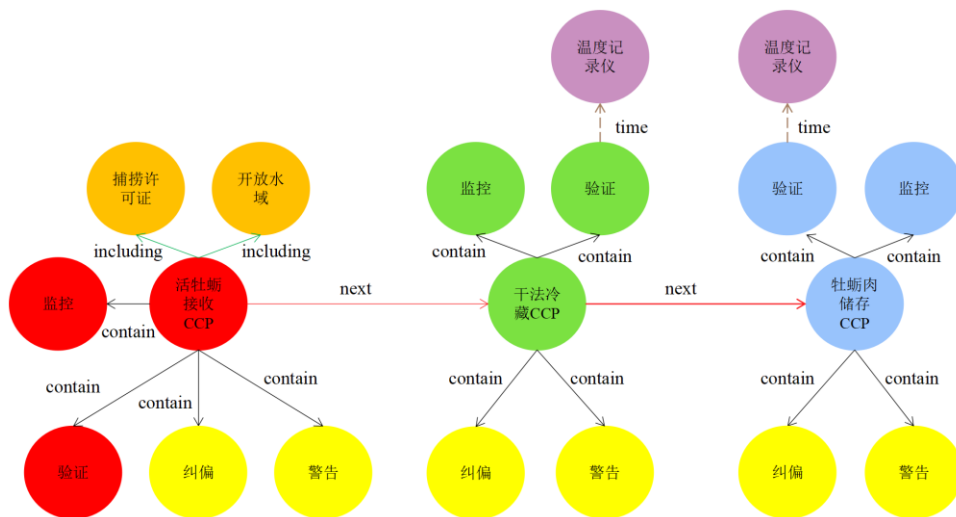 温度记
录仪
温度记
录仪
time
time
捕捞许
可证
开放水
域
监控
验证
验证
监控
including
including
contain
contain
contain
contain
监控
contain
活牡蛎
接收
CCP
next
干法冷
藏CCP
next
牡蛎肉
储存
CCP
contain
contain
contain
contain
contain
contain
contain
验证
纠偏
警告
纠偏
警告
纠偏
警告